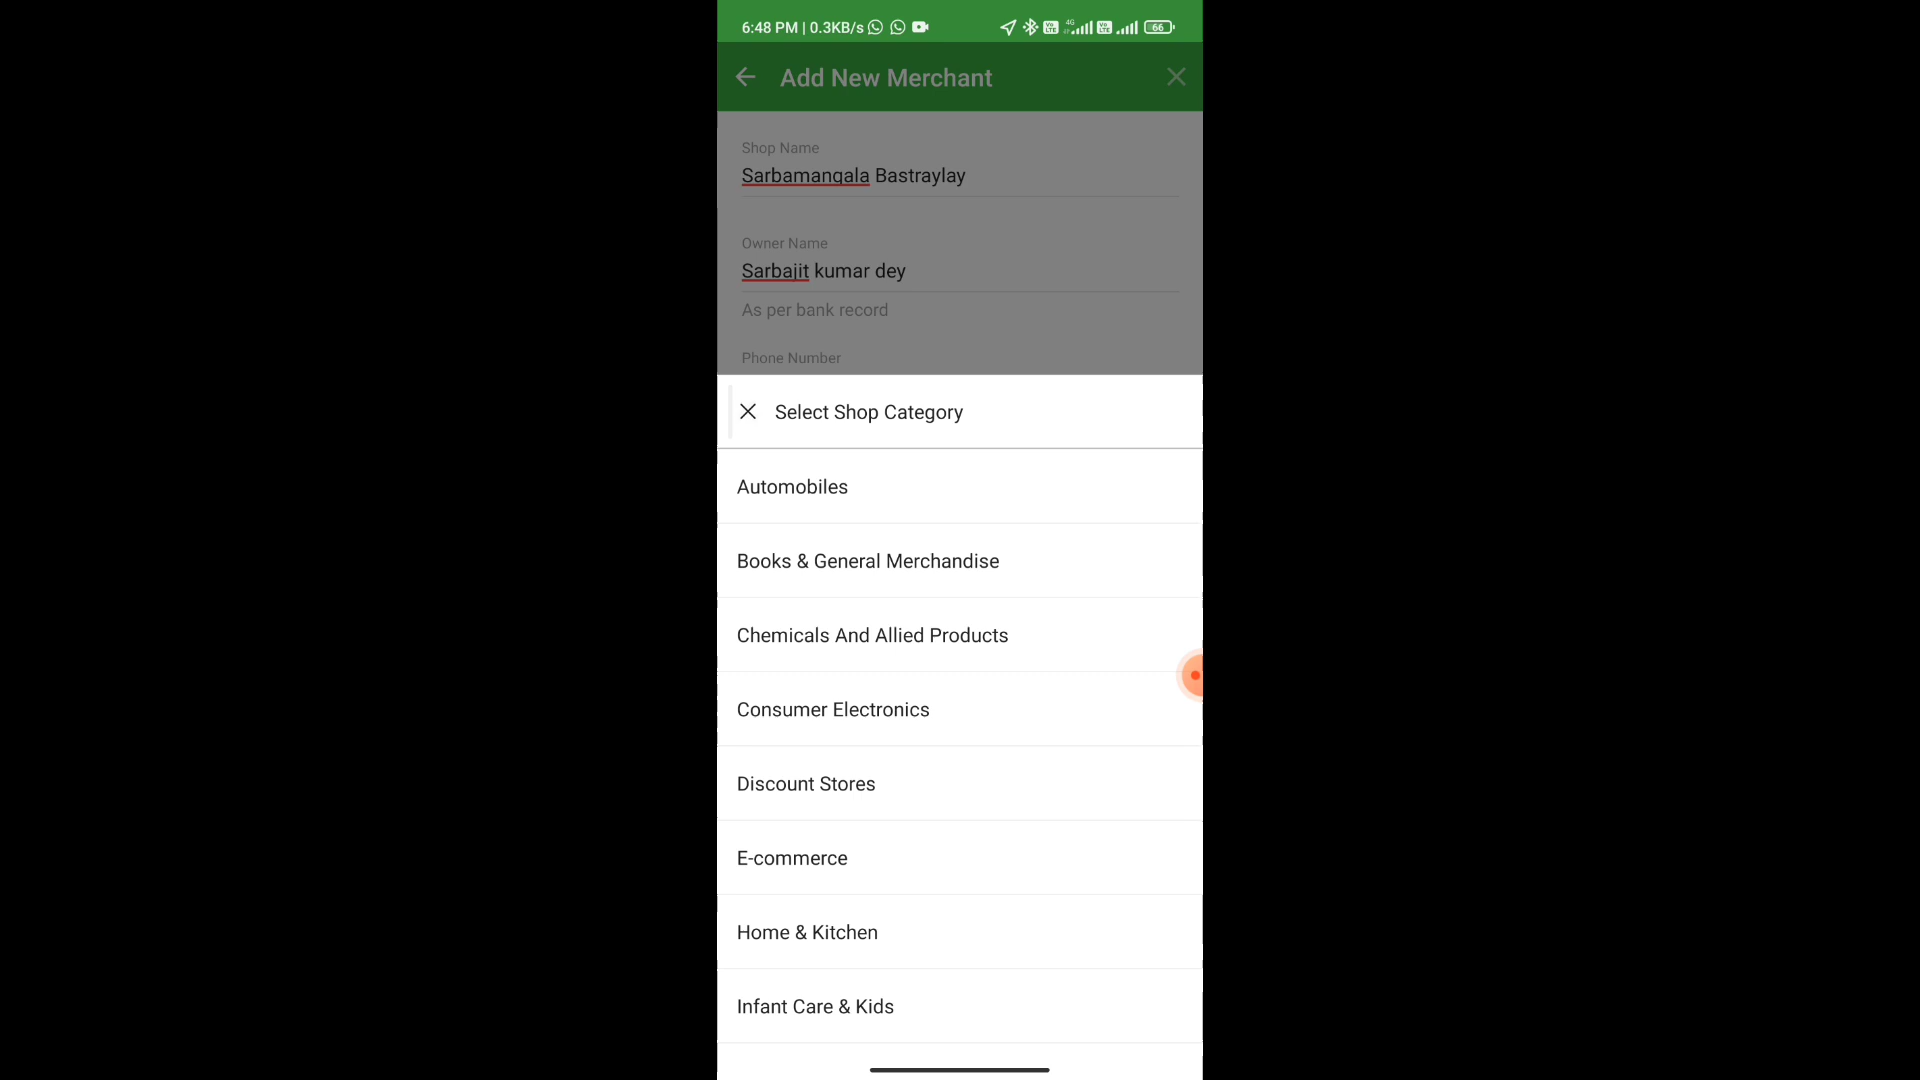 6:48 PM | 0.3KB/s 4G 66
Add New Merchant
Shop Name
Sarbamangala Bastraylay
Owner Name
Sarbajit kumar dey
As per bank record
Phone Number
Select Shop Category
Automobiles
Books & General Merchandise
Chemicals And Allied Products
Consumer Electronics
Discount Stores
E-commerce
Home & Kitchen
Infant Care & Kids